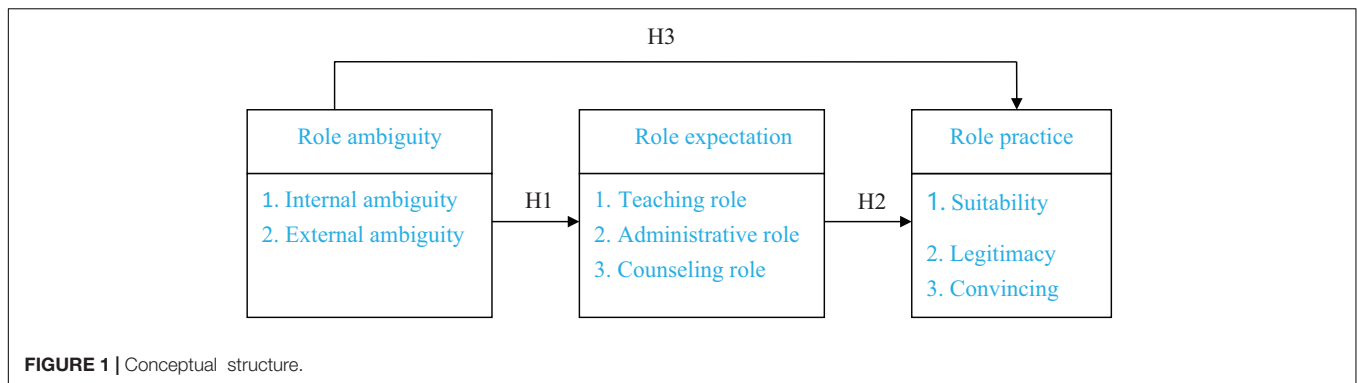 H3
Role ambiguity
1. Internal ambiguity
2. External ambiguity
H1
Role expectation
1. Teaching role
2. Administrative role
3. Counseling role
H2
Role practice
1. Suitability
2. Legitimacy
3. Convincing
FIGURE 1 | Conceptual structure.